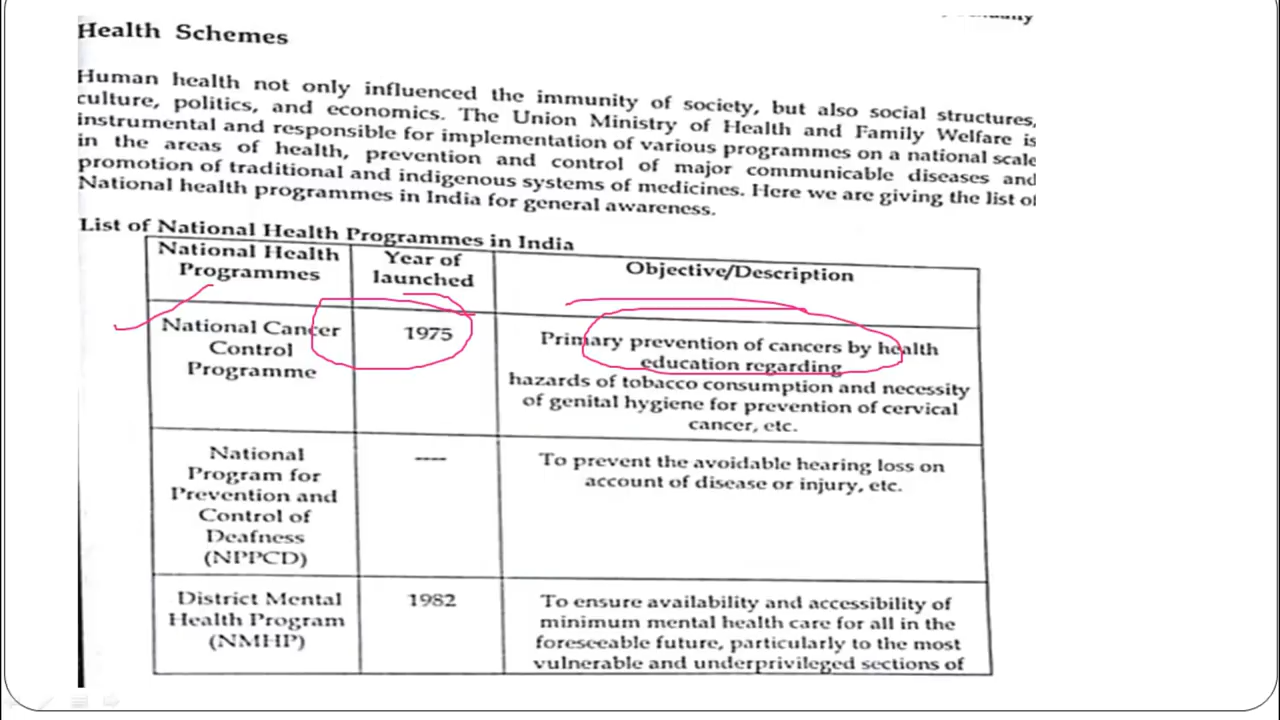 Health Schemes
Human health not only influenced the immunity of society, but also social structures,
culture, politics, and economics. The Union Ministry of Health and Family Welfare is
instrumental and responsible for implementation of various programmes on a national scale
in the areas of health, prevention and control of major communicable diseases and
promotion of traditional and indigenous systems of medicines. Here we are giving the list of
National health programmes in India for general awareness.
List of National Health Programmes in India
National Health
Programmes
Year of
launched
Objective/Description
National Cancer
Control
Programme
1975
Primary prevention of cancers by health
education regarding
hazards of tobacco consumption and necessity
of genital hygiene for prevention of cervical
cancer, etc.
National
Program for
Prevention and
Control of
Deafness
(NPPCD)
----
To prevent the avoidable hearing loss on
account of disease or injury, etc.
District Mental
Health Program
(NMHP)
1982
To ensure availability and accessibility of
minimum mental health care for all in the
foreseeable future, particularly to the most
vulnerable and underprivileged sections of